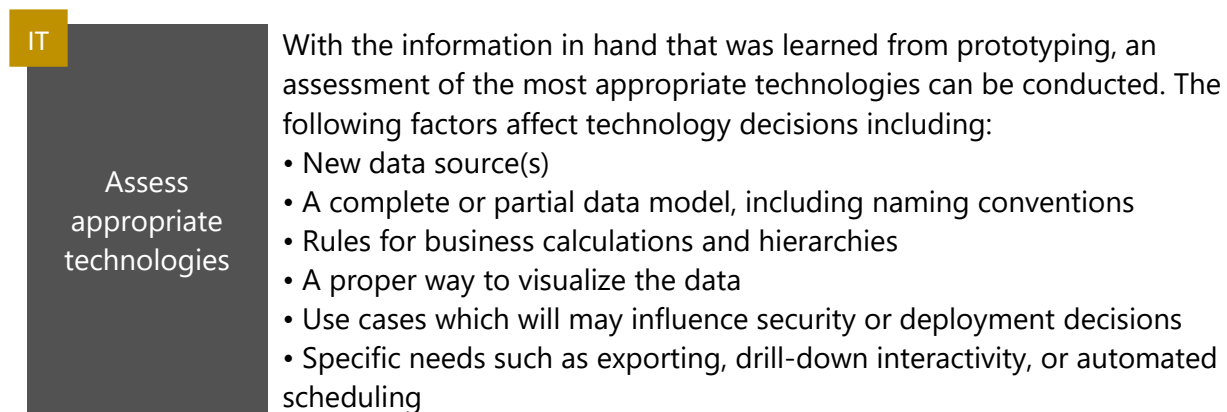 IT
Assess
appropriate
technologies
With the information in hand that was learned from prototyping, an
assessment of the most appropriate technologies can be conducted. The
following factors affect technology decisions including:
• New data source(s)
• A complete or partial data model, including naming conventions
• Rules for business calculations and hierarchies
• A proper way to visualize the data
• Use cases which will may influence security or deployment decisions
• Specific needs such as exporting, drill-down interactivity, or automated
scheduling